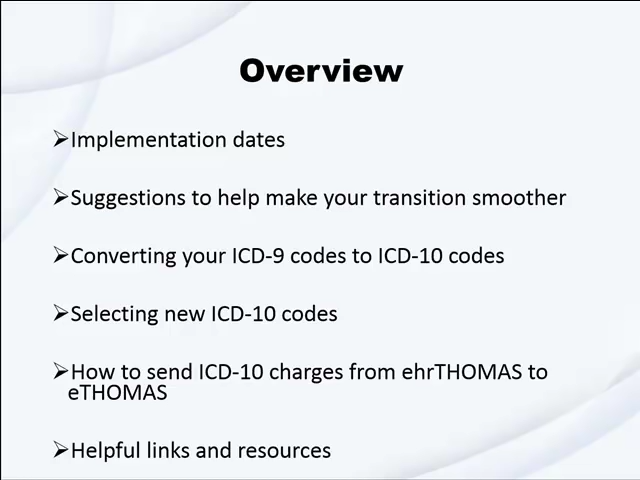 Overview
➢Implementation dates
➢Suggestions to help make your transition smoother
➢Converting your ICD-9 codes to ICD-10 codes
➢Selecting new ICD-10 codes
➢How to send ICD-10 charges from ehrTHOMAS to
eTHOMAS
➢Helpful links and resources